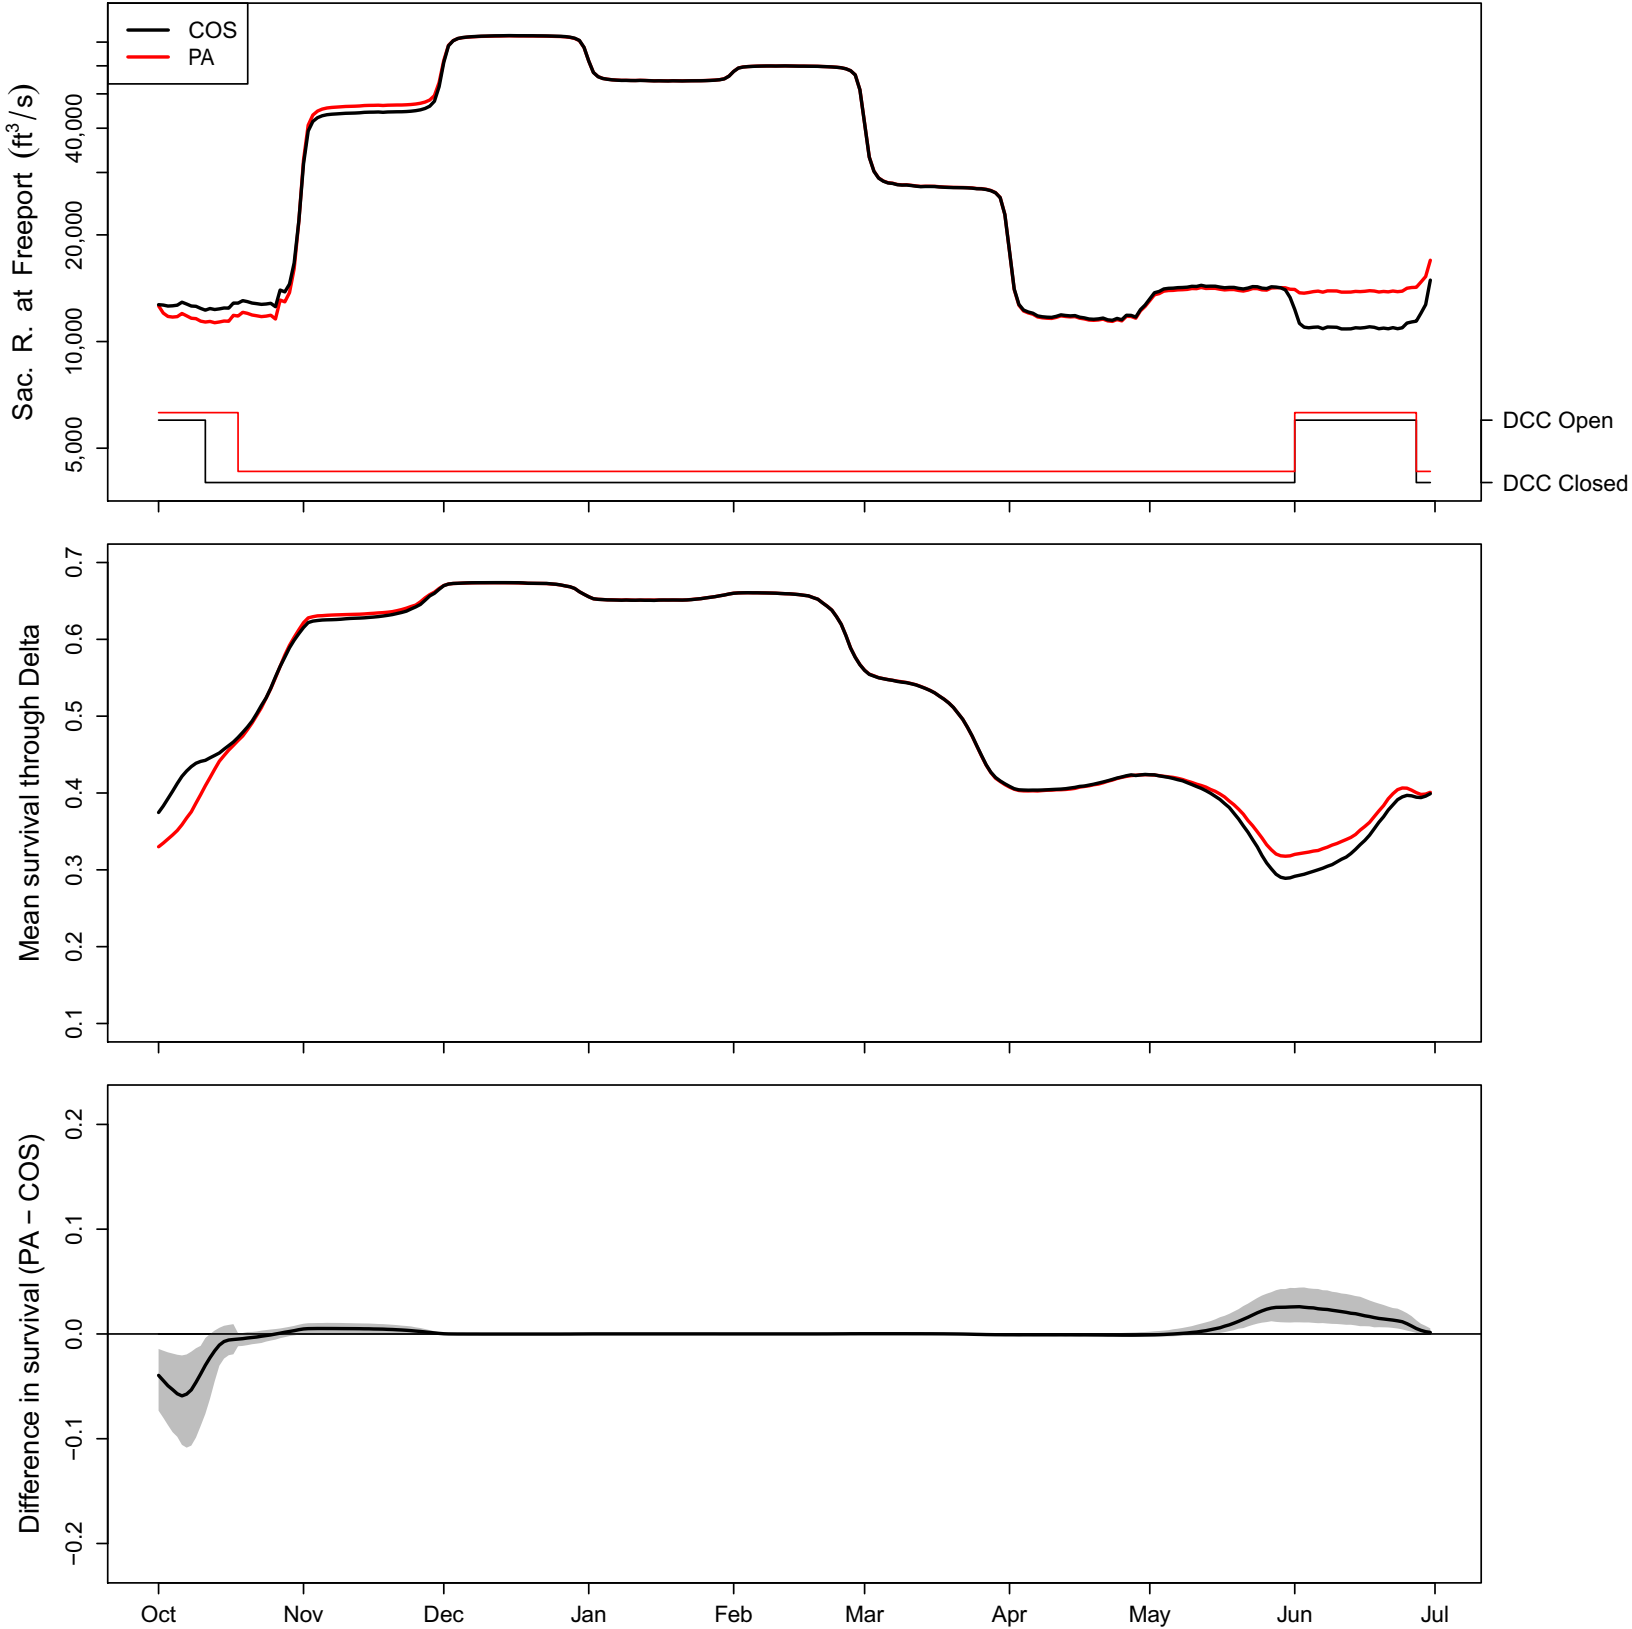 COS
PA
Sac. R. at Freeport (ft³/s)
40,000
20,000
10,000
5,000
DCC Open
DCC Closed
Mean survival through Delta
0.7
0.6
0.5
0.4
0.3
0.2
0.1
Difference in survival (PA − COS)
0.2
0.1
0.0
−0.1
−0.2
Oct Nov Dec Jan Feb Mar Apr May Jun Jul